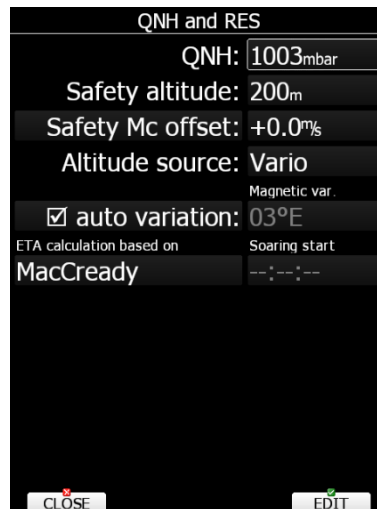 QNH and RES
QNH: 1003mbar
Safety altitude: 200m
Safety Mc offset: +0.0m/s
Altitude source: Vario
Magnetic var.
☑ auto variation: 03ºE
ETA calculation based on Soaring start
MacCready --:--:--
CLOSE EDIT